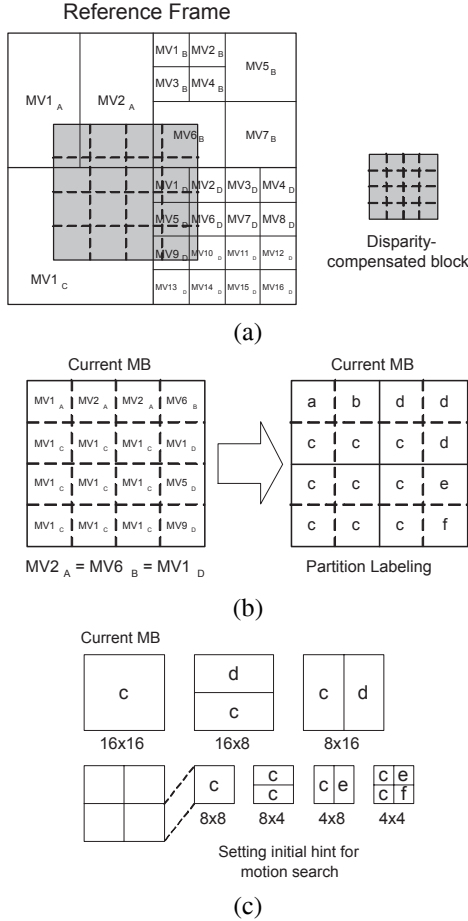 Reference Frame
MV1 B MV2 B
MV5 B
MV3 B MV4 B
MV1 A MV2 A
MV6 B MV7 B
MV1 D MV2 D MV3 D MV4 D
MV5 D MV6 D MV7 D MV8 D
MV9 D MV10 D MV11 D MV12 D
MV1 C
MV13 D MV14 D MV15 D MV16 D
Disparity-
compensated block
(a)
Current MB
MV1 A MV2 A MV2 A MV6 B
MV1 C MV1 C MV1 C MV1 D
MV1 C MV1 C MV1 C MV5 D
MV1 C MV1 C MV1 C MV9 D
MV2 A = MV6 B = MV1 D
Current MB
a b d d
c c c d
c c c e
c c c f
Partition Labeling
(b)
Current MB
c
16x16
d
c
16x8
c d
8x16
c
8x8
c
c
8x4
c e
4x8
c e
c f
4x4
Setting initial hint for
motion search
(c)